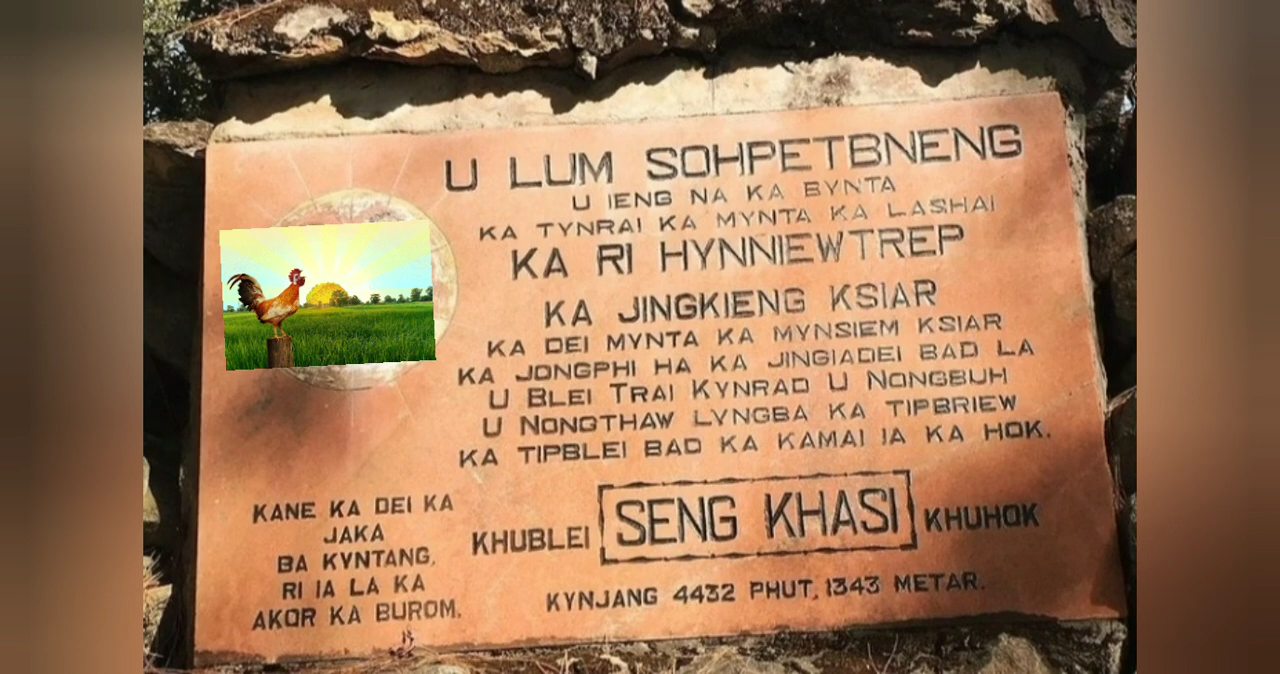 U LUM SOHPETBNENG
U IENG NA KA BYNTA
KA TYNRAI KA MYNTA KA LASHAI
KA RI HYNNIEWTREP
KA JINGKIENG KSIAR
KA DEI MYNTA KA MYNSIEM KSIAR
KA JONGPHI HA KA JINGIADEI BAD LA
U BLEI TRAI KYNRAD U NONGBUH
U NONGTHAW LYNGBA KA TIPBRIEW
KA TIPBLEI BAD KA KAMAI IA KA HOK.
KANE KA DEI KA
JAKA
BA KYNTANG,
RI IA LA KA
AKOR KA BUROM.
KHUBLEI SENG KHASI KHUHOK
KYNJANG 4432 PHUT, 1343 METAR.